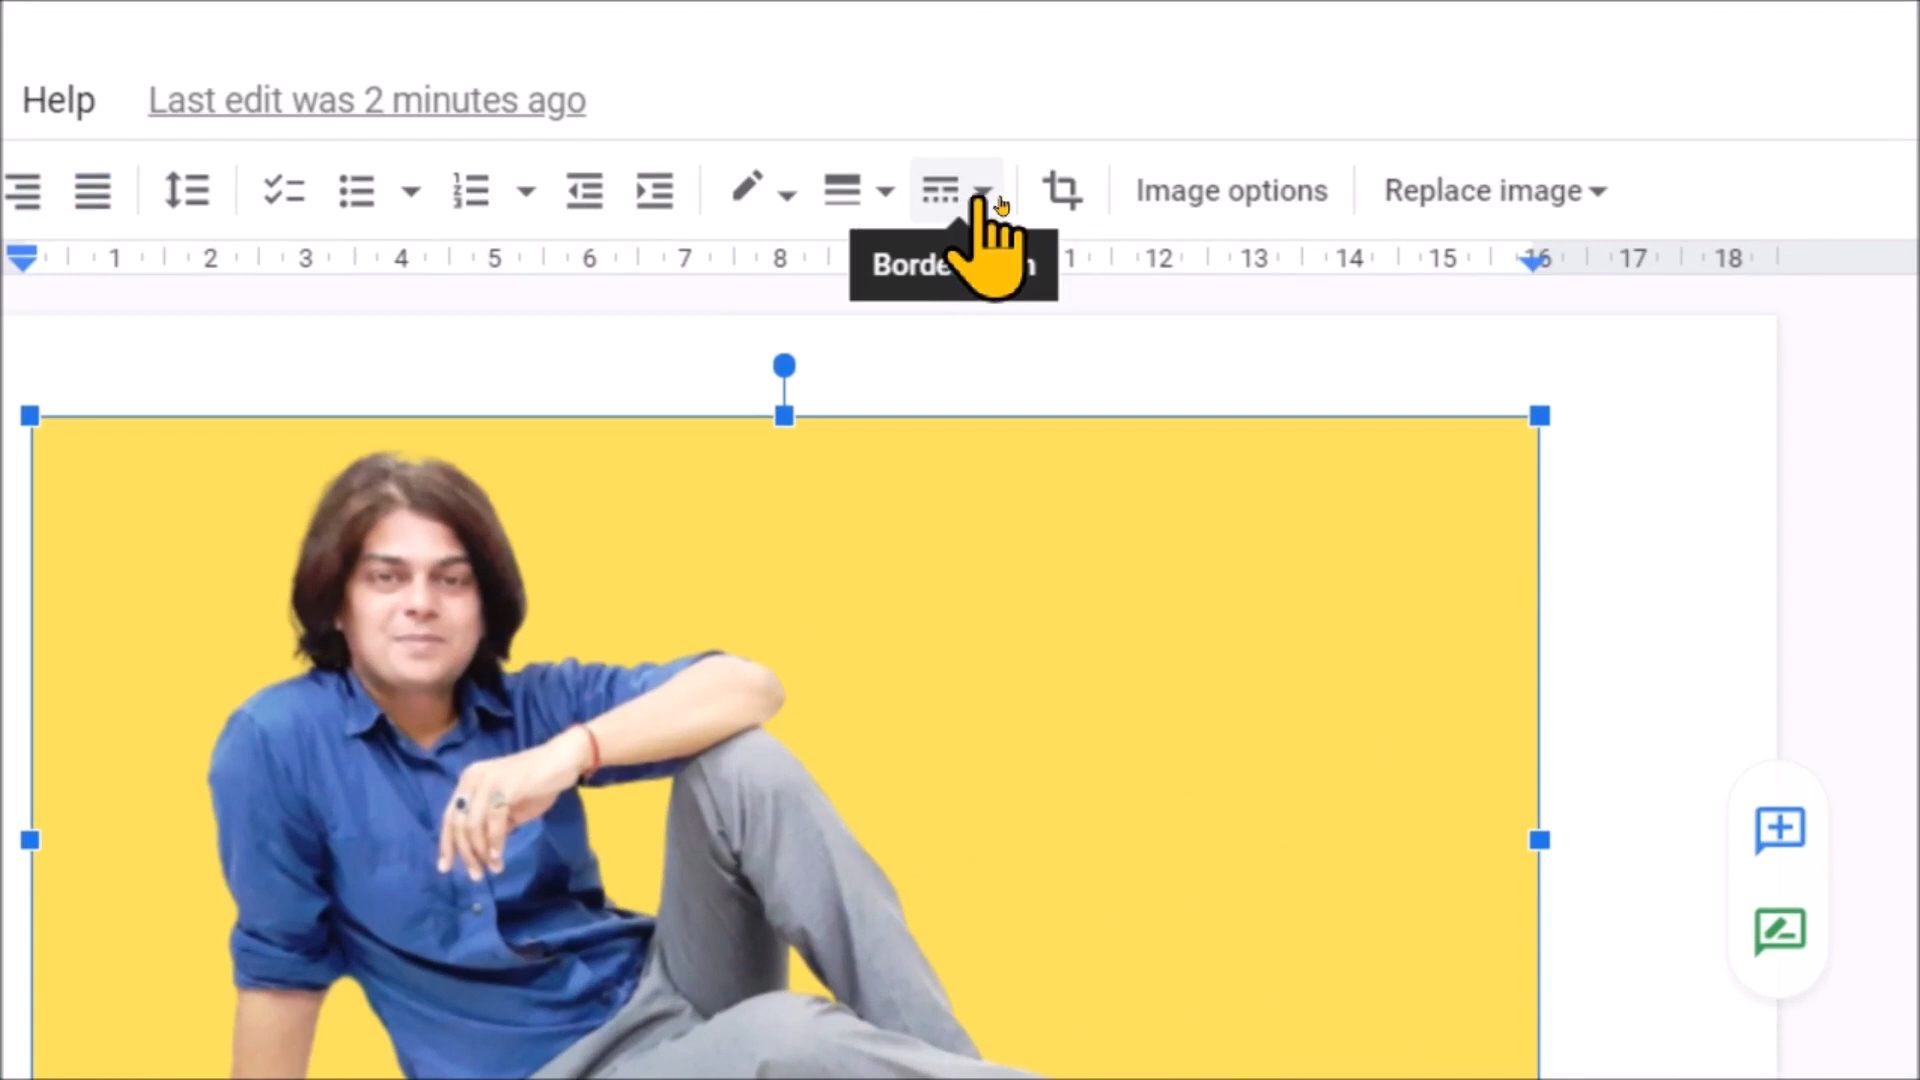 Help Last edit was 2 minutes ago
Image options Replace image
1 2 3 4 5 6 7 8 1 12 13 14 15 16 17 18